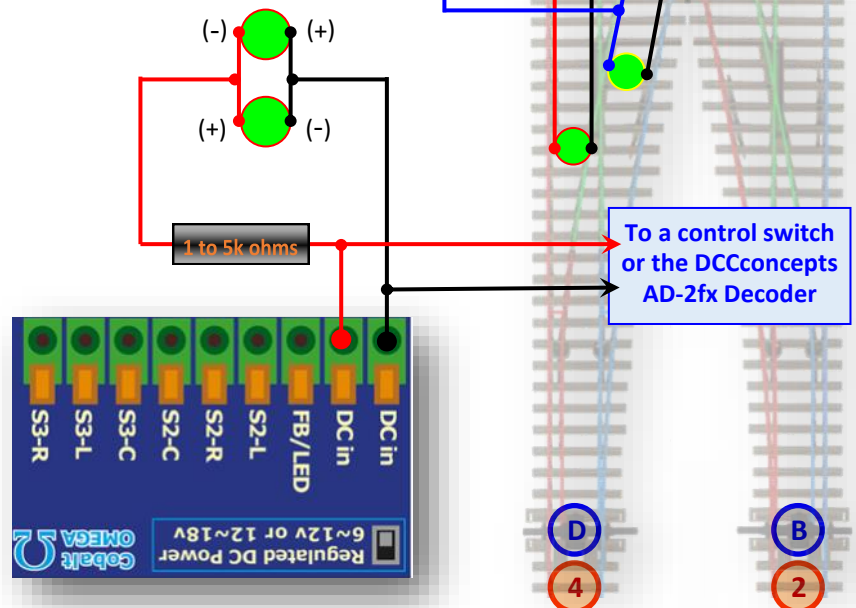 (-)
(+)
(+)
(-)
1 to 5k ohms
To a control switch
or the DCCconcepts
AD-2fx Decoder
S3-R
S3-L
S3-C
S2-C
S2-R
S2-L
FB/LED
DC in
DC in
Cobalt
OMEGA
Ω
Regulated DC Power
6~12v or 12~18v
D
B
4
2